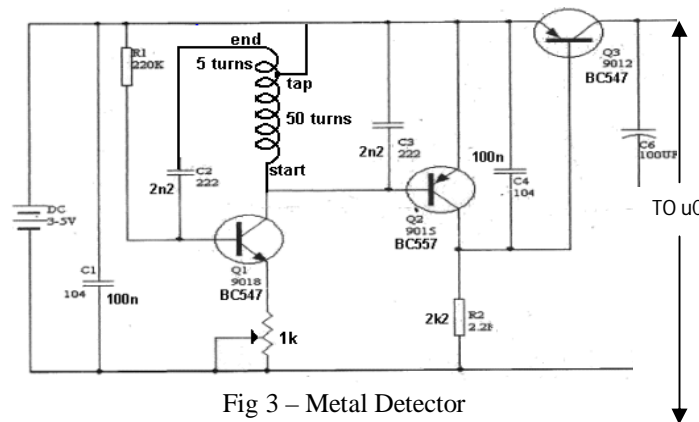 end
5 turns
tap
50 turns
start
R1
220K
C2
222
2n2
C3
222
2n2
100n
C4
104
Q3
9012
BC547
C6
100UF
TO uC
DC
3-5V
C1
104
100n
Q1
9018
BC547
Q2
9015
BC557
1k
2k2
R2
Fig 3 – Metal Detector